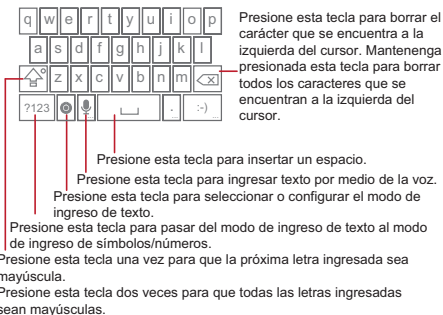 q w e r t y u i o p
a s d f g h j k l
z x c v b n m
?123 . :-)
Presione esta tecla para borrar el
carácter que se encuentra a la
izquierda del cursor. Mantenenga
presionada esta tecla para borrar
todos los caracteres que se
encuentran a la izquierda del
cursor.
Presione esta tecla para insertar un espacio.
Presione esta tecla para ingresar texto por medio de la voz.
Presione esta tecla para seleccionar o configurar el modo de
ingreso de texto.
Presione esta tecla para pasar del modo de ingreso de texto al modo
de ingreso de símbolos/números.
Presione esta tecla una vez para que la próxima letra ingresada sea
mayúscula.
Presione esta tecla dos veces para que todas las letras ingresadas
sean mayúsculas.